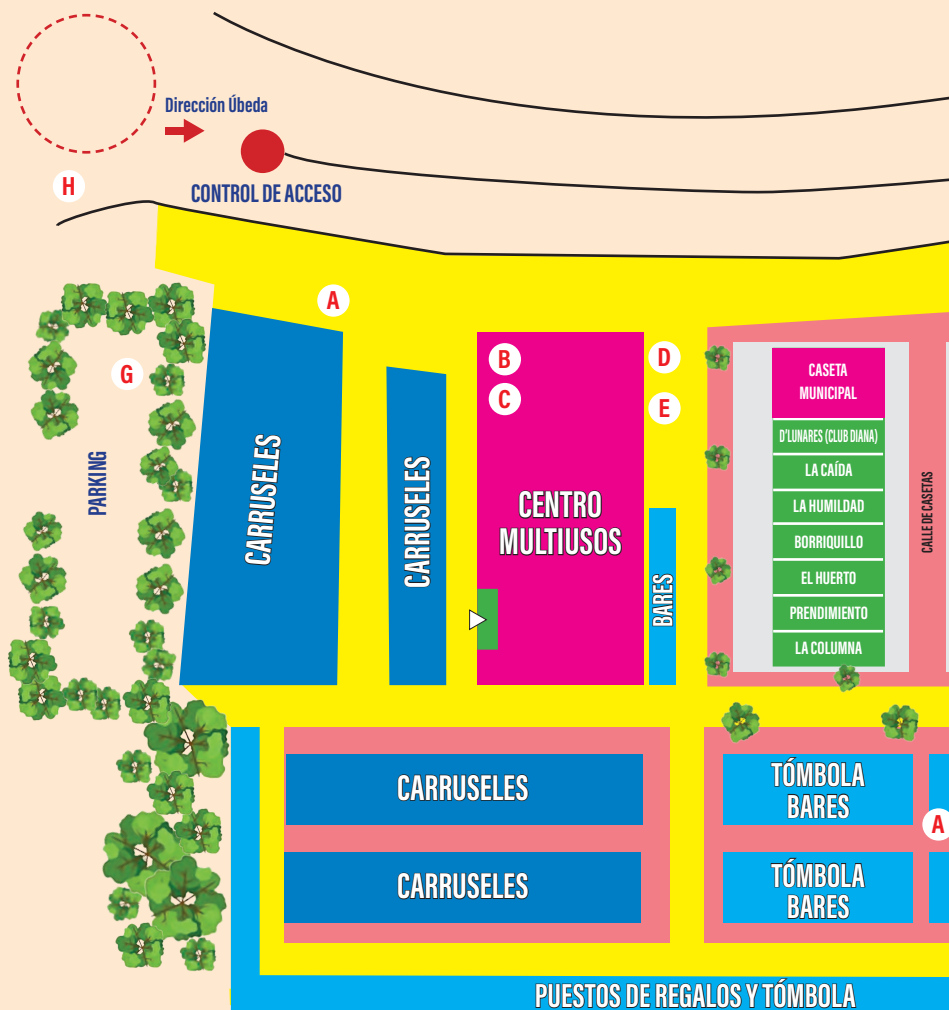 Dirección Úbeda
H
CONTROL DE ACCESO
A
G
PARKING
CARRUSELES
CARRUSELES
B
C
CENTRO
MULTIUSOS
D
E
BARES
CASETA
MUNICIPAL
D'LUNARES (CLUB DIANA)
LA CAÍDA
LA HUMILDAD
BORRIQUILLO
EL HUERTO
PRENDIMIENTO
LA COLUMNA
CALLE DE CASETAS
CARRUSELES
CARRUSELES
TÓMBOLA
BARES
A
TÓMBOLA
BARES
PUESTOS DE REGALOS Y TÓMBOLA